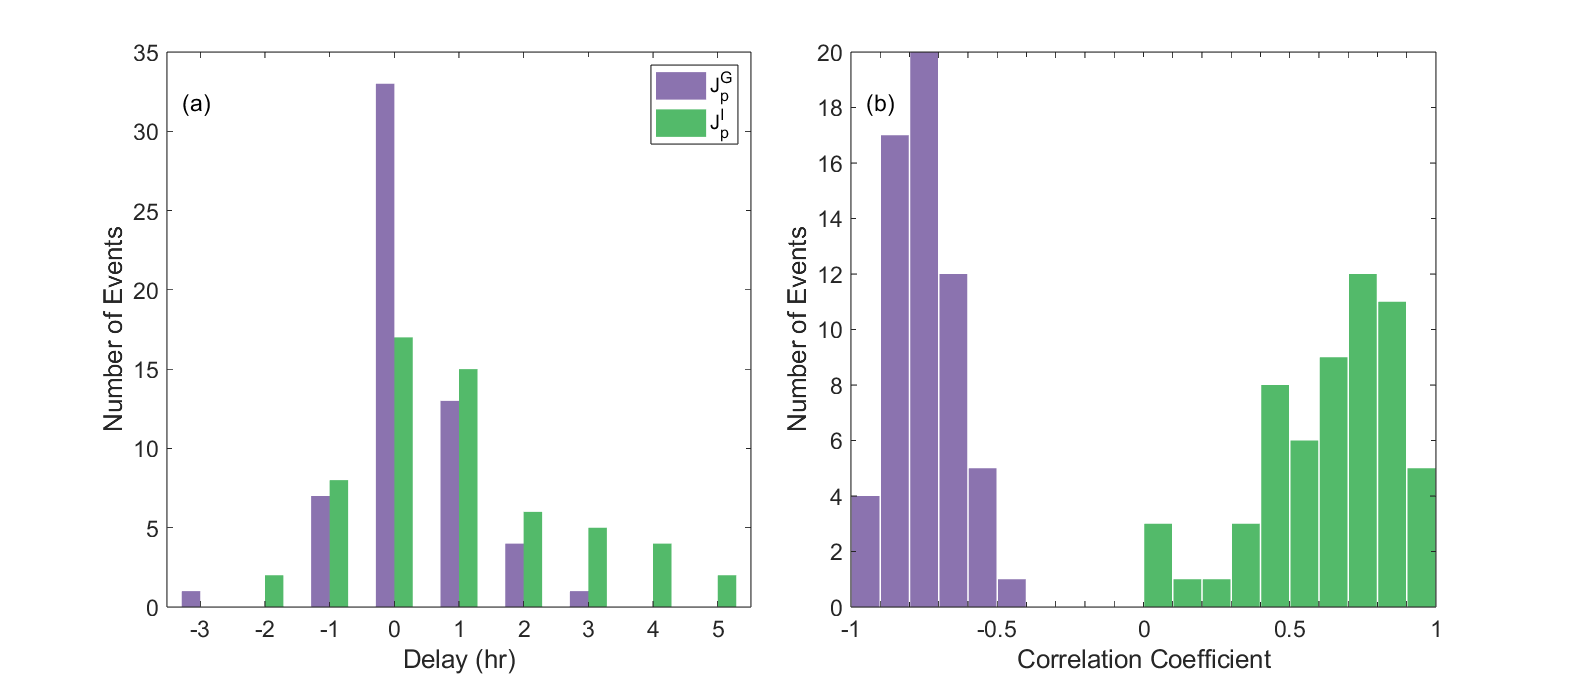 (a)
J_p^G
J_p^I
35
30
25
20
15
10
5
0
Number of Events
-3 -2 -1 0 1 2 3 4 5
Delay (hr)
(b)
20
18
16
14
12
10
8
6
4
2
0
Number of Events
-1 -0.5 0 0.5 1
Correlation Coefficient